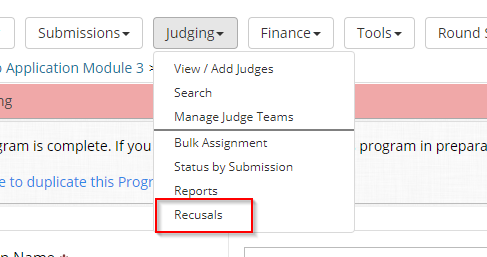 Submissions Judging Finance Tools Round S
Application Module 3 >
View / Add Judges
Search
ng
Manage Judge Teams
gram is complete. If you
Bulk Assignment
program in prepara
Status by Submission
e to duplicate this Prog
Reports
Recusals
n Name *